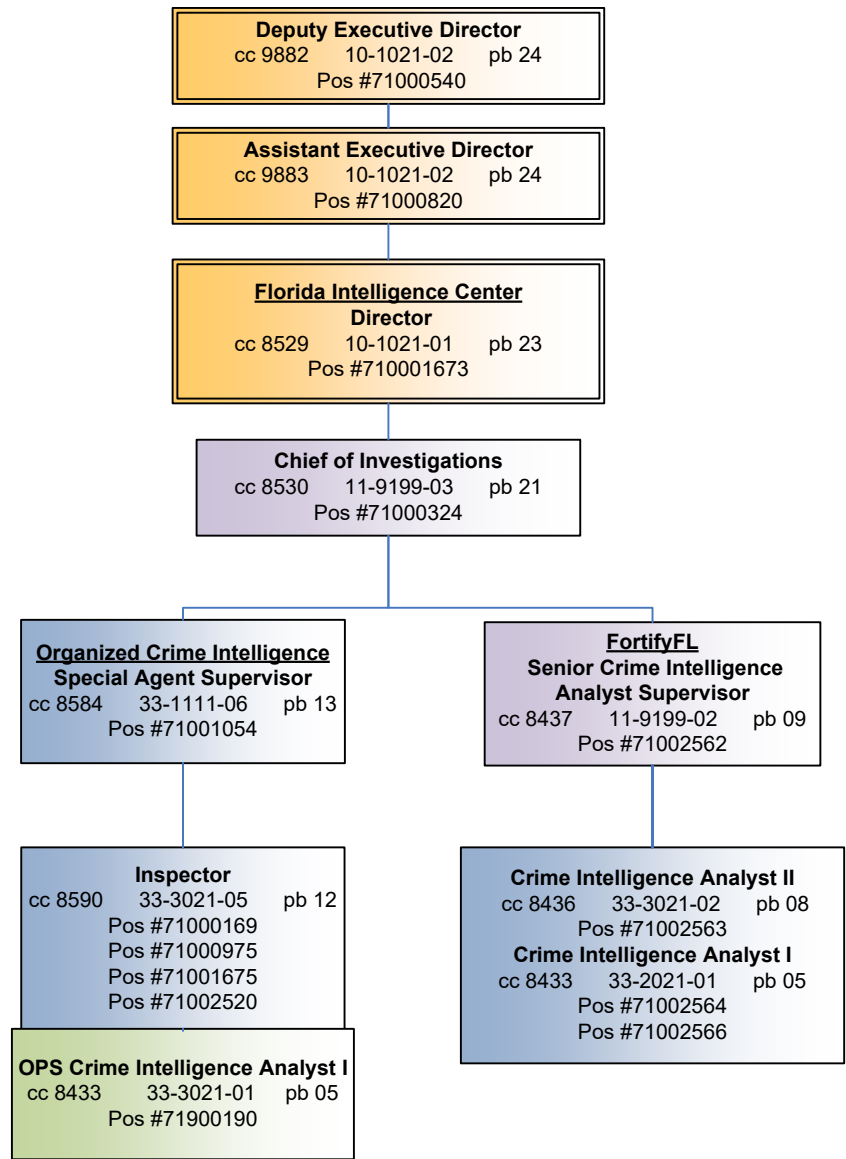 Deputy Executive Director
cc 9882 10-1021-02 pb 24
Pos #71000540
Assistant Executive Director
cc 9883 10-1021-02 pb 24
Pos #71000820
Florida Intelligence Center
Director
cc 8529 10-1021-01 pb 23
Pos #710001673
Chief of Investigations
cc 8530 11-9199-03 pb 21
Pos #71000324
Organized Crime Intelligence
Special Agent Supervisor
cc 8584 33-1111-06 pb 13
Pos #71001054
FortifyFL
Senior Crime Intelligence
Analyst Supervisor
cc 8437 11-9199-02 pb 09
Pos #71002562
Inspector
cc 8590 33-3021-05 pb 12
Pos #71000169
Pos #71000975
Pos #71001675
Pos #71002520
OPS Crime Intelligence Analyst I
cc 8433 33-3021-01 pb 05
Pos #71900190
Crime Intelligence Analyst II
cc 8436 33-3021-02 pb 08
Pos #71002563
Crime Intelligence Analyst I
cc 8433 33-2021-01 pb 05
Pos #71002564
Pos #71002566